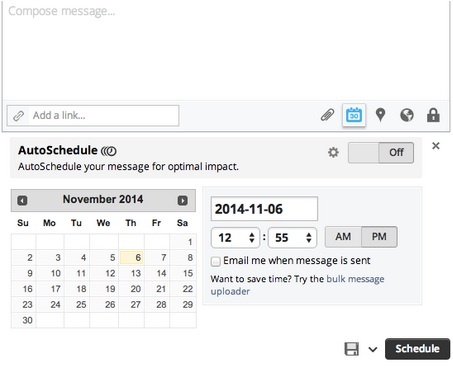 Compose message...
Add a link...
30
AutoSchedule
Off
AutoSchedule your message for optimal impact.
November 2014
Su Mo Tu We Th Fr Sa
1
2 3 4 5 6 7 8
9 10 11 12 13 14 15
16 17 18 19 20 21 22
23 24 25 26 27 28 29
30
2014-11-06
12 : 55 AM PM
Email me when message is sent
Want to save time? Try the bulk message
uploader
Schedule